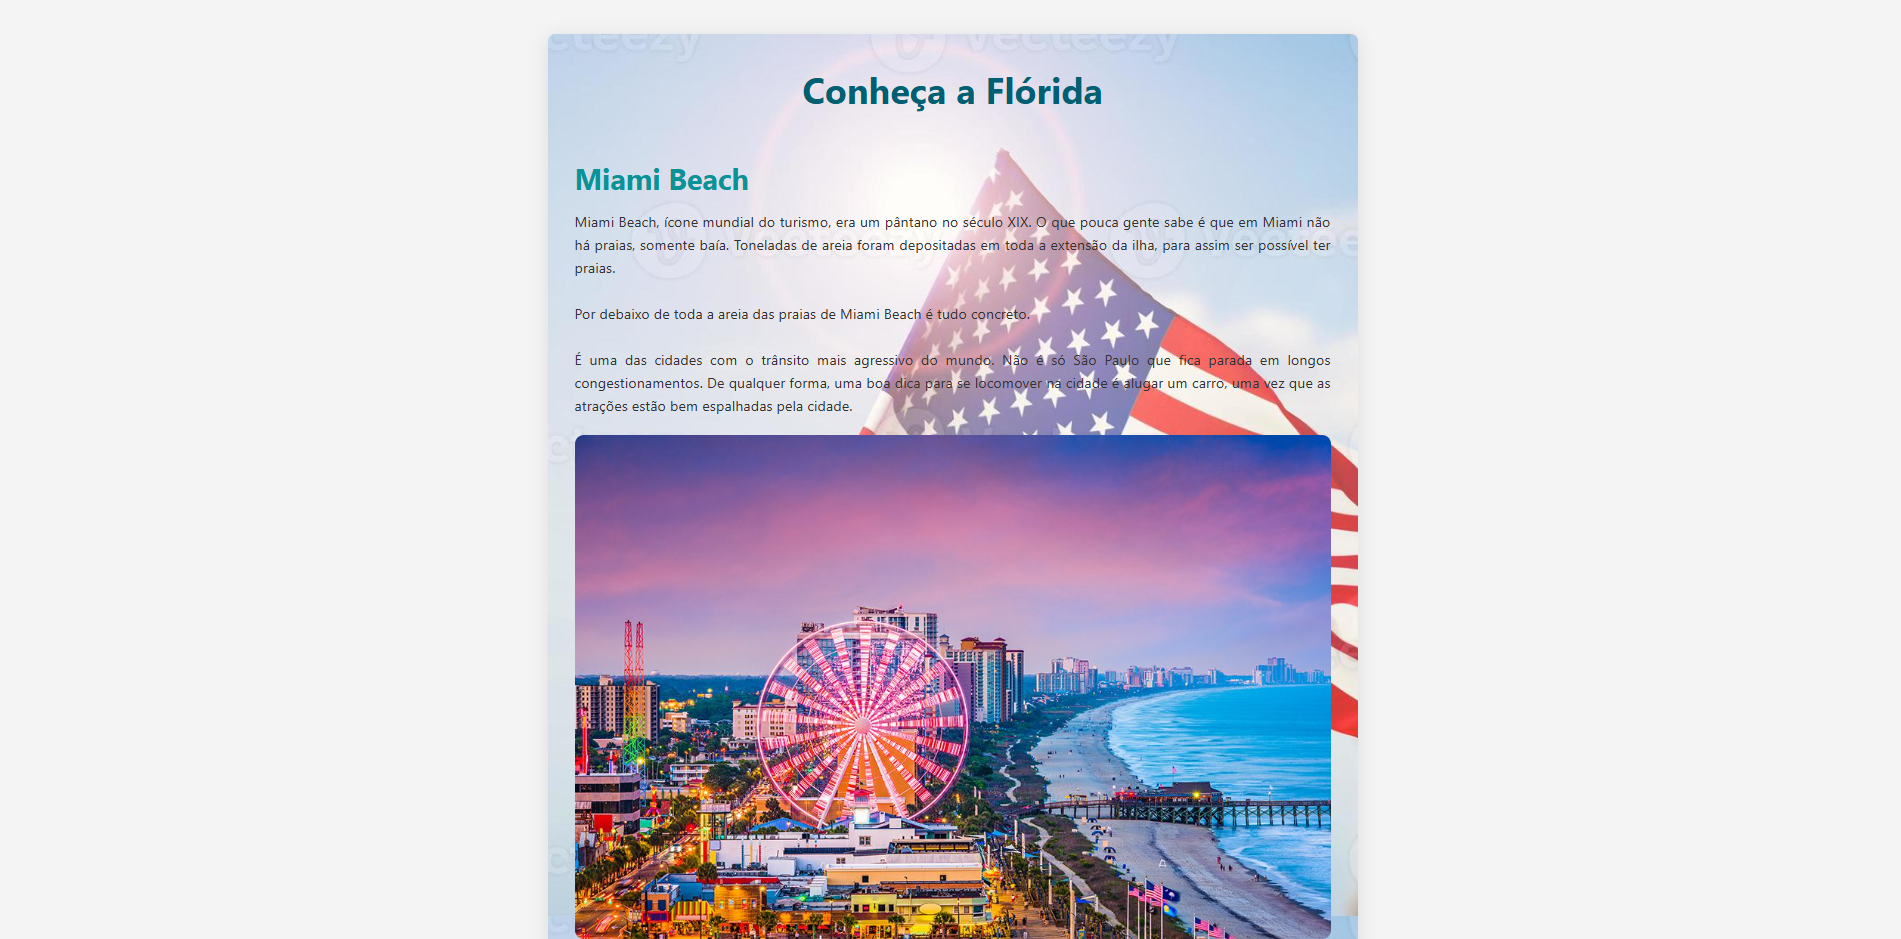 vecteezy
Conheça a Flórida
Miami Beach
Miami Beach, ícone mundial do turismo, era um pântano no século XIX. O que pouca gente sabe é que em Miami não
há praias, somente baía. Toneladas de areia foram depositadas em toda a extensão da ilha, para assim ser possível ter
praias.
Por debaixo de toda a areia das praias de Miami Beach é tudo concreto.
É uma das cidades com o trânsito mais agressivo do mundo. Não é só São Paulo que fica parada em longos
congestionamentos. De qualquer forma, uma boa dica para se locomover na cidade é alugar um carro, uma vez que as
atrações estão bem espalhadas pela cidade.